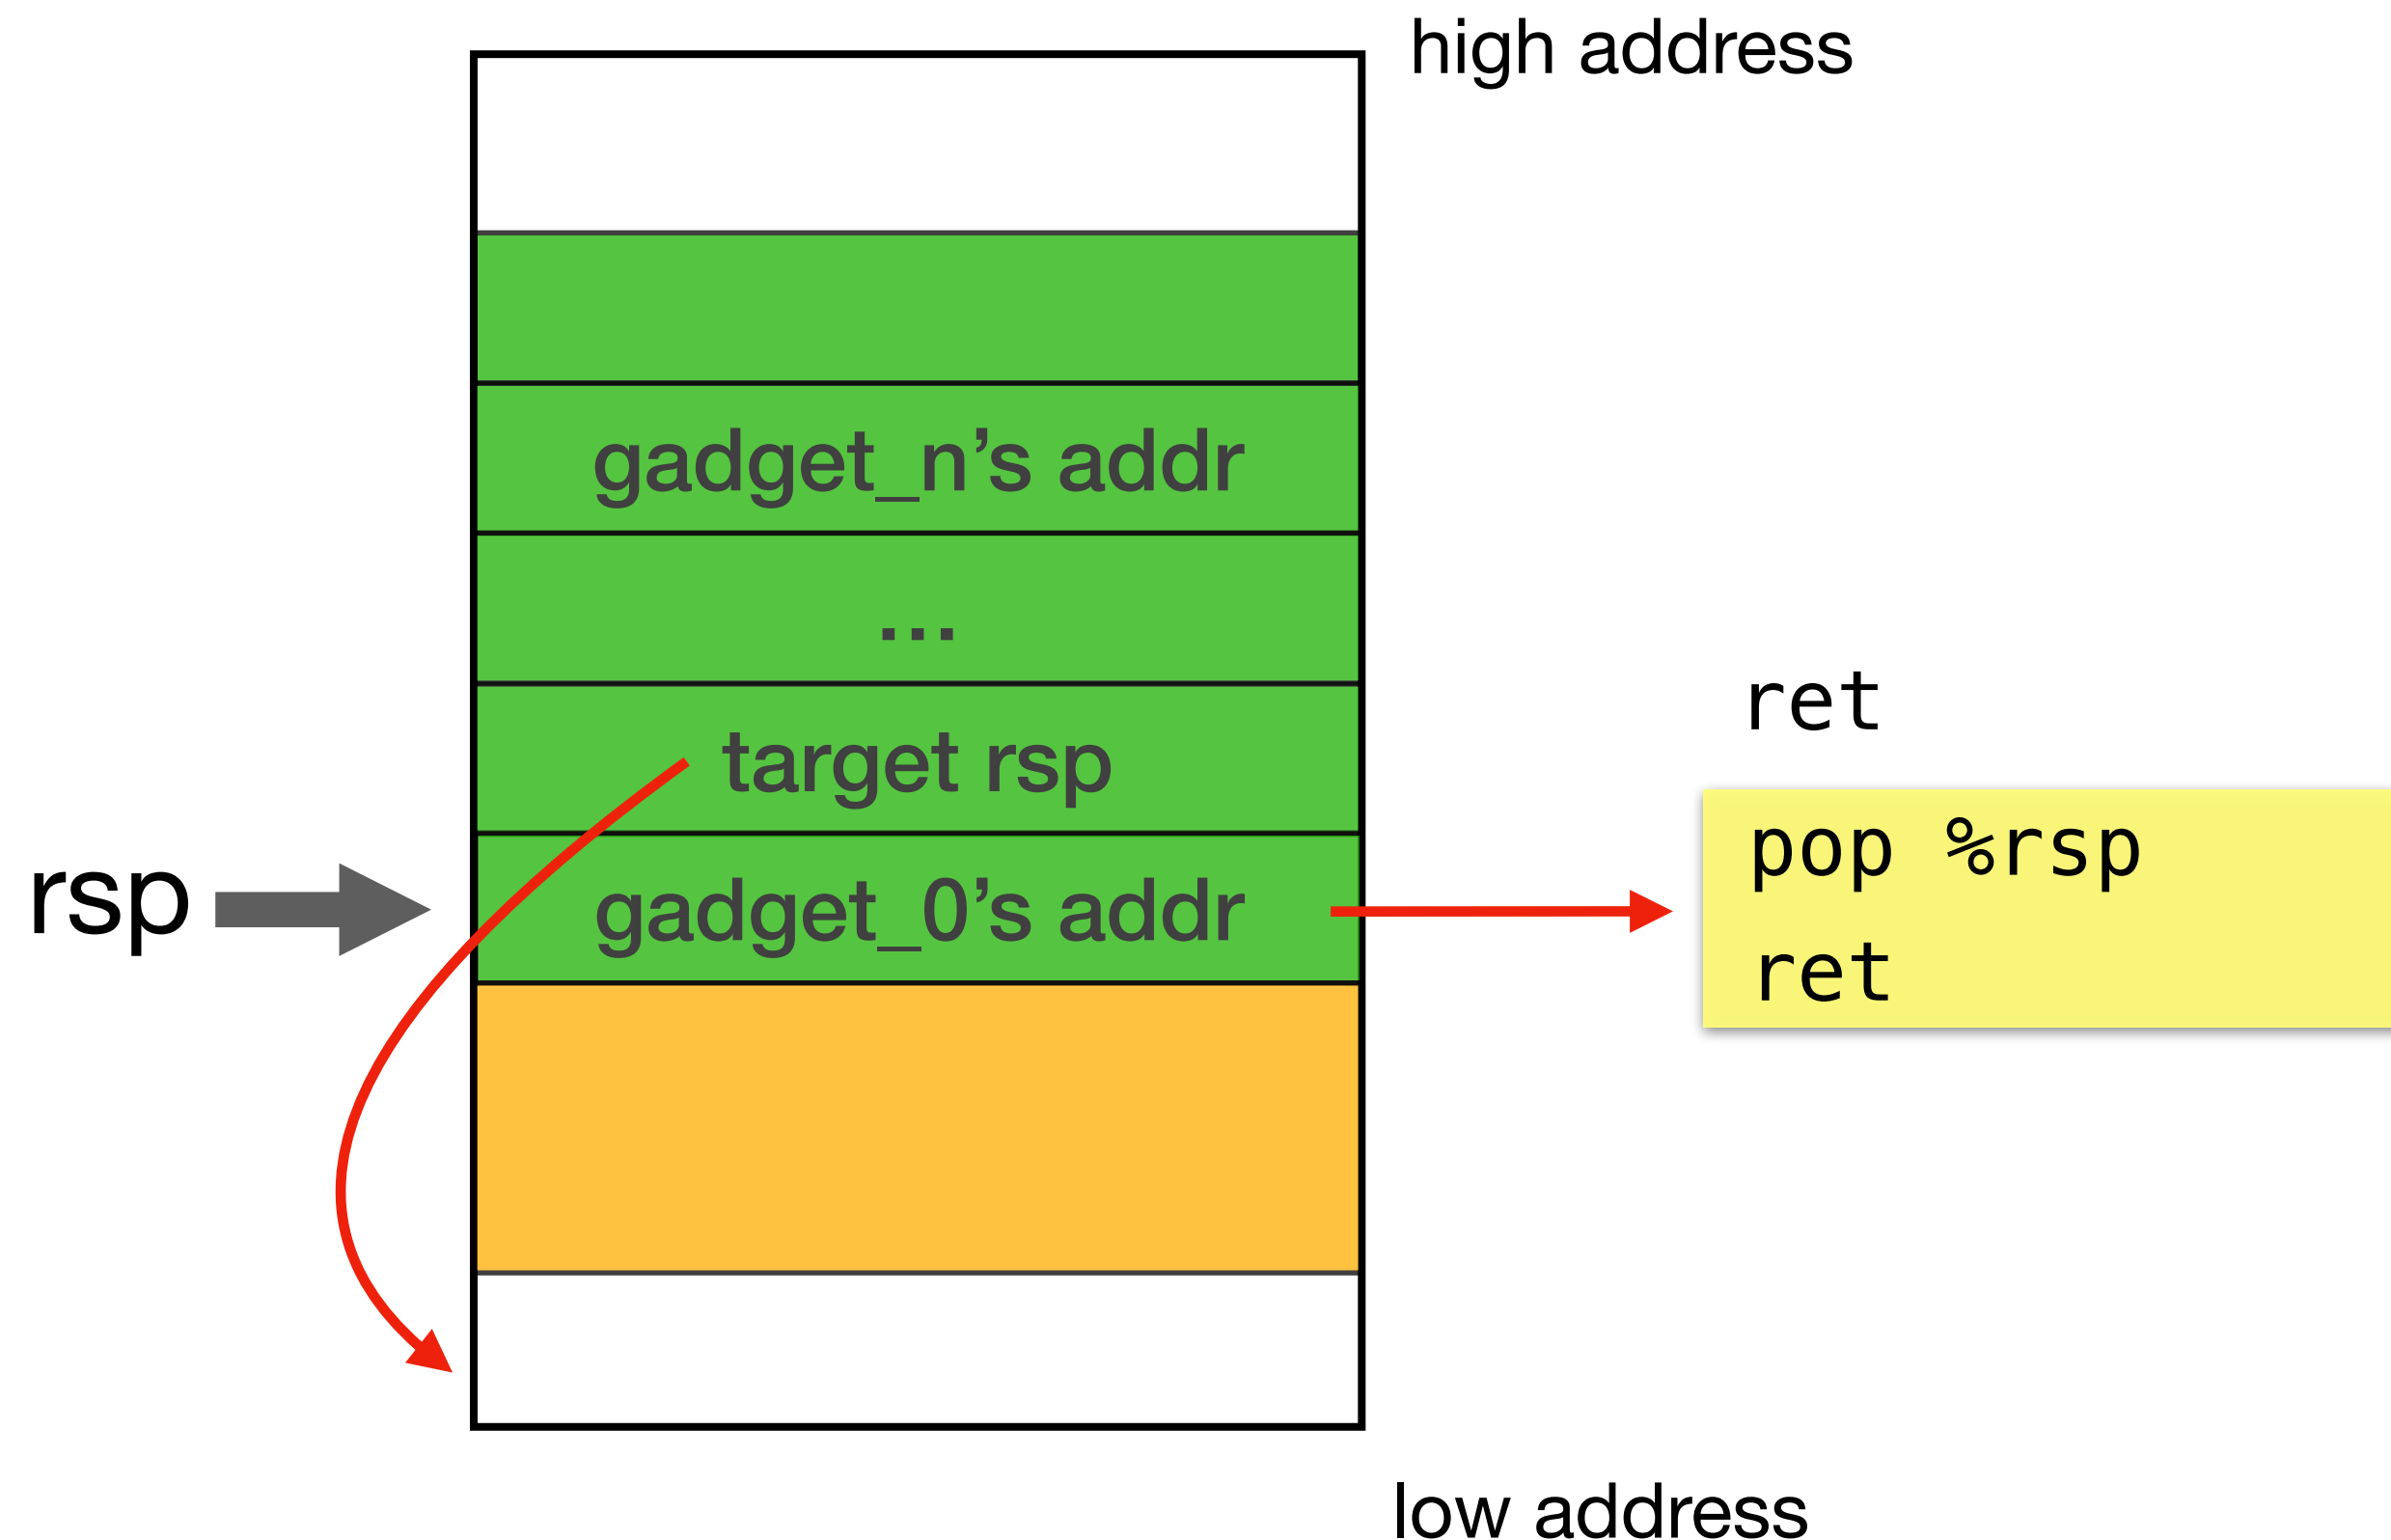 high address
gadget_n’s addr
...
target rsp
rsp
gadget_0’s addr
ret
pop %rsp
ret
low address